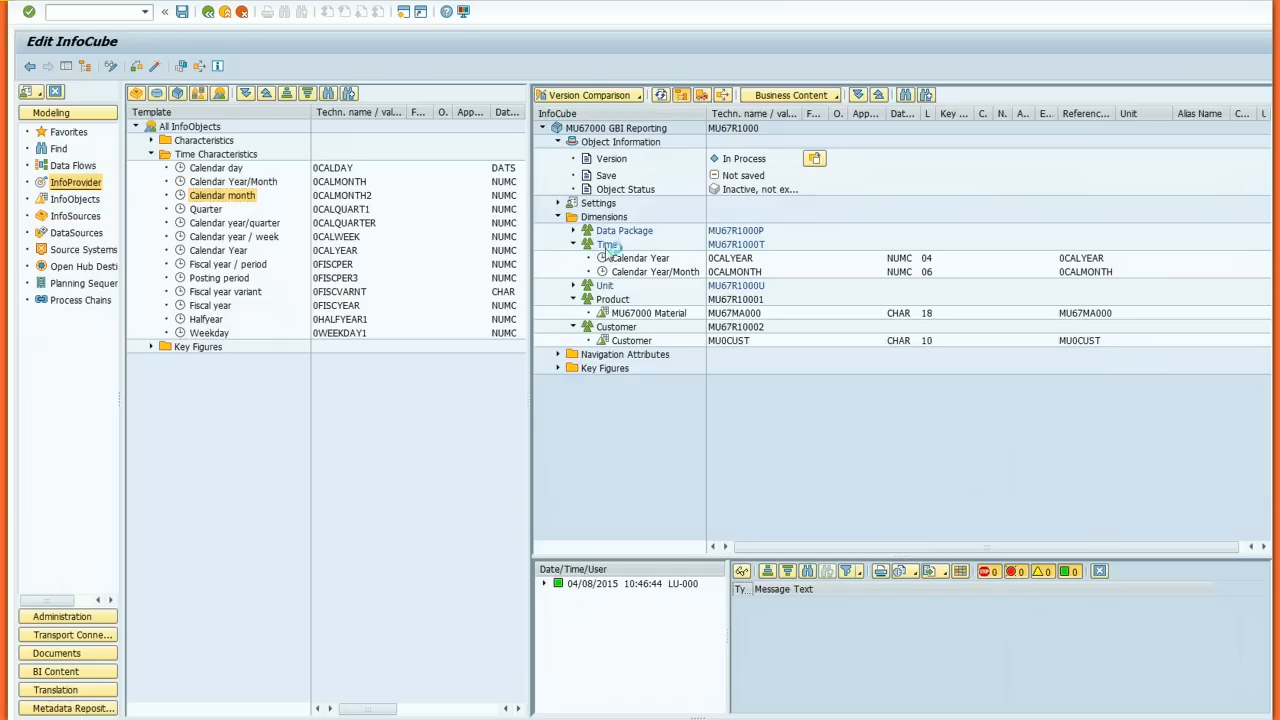 Edit InfoCube
Modeling
Favorites
Find
Data Flows
InfoProvider
InfoObjects
InfoSources
DataSources
Source Systems
Open Hub Desti
Planning Sequer
Process Chains
Administration
Transport Conne...
Documents
BI Content
Translation
Metadata Reposit...
Template Techn. name / val... F... O. App... Dat...
All InfoObjects
Characteristics
Time Characteristics
Calendar day 0CALDAY DATS
Calendar Year/Month 0CALMONTH NUMC
Calendar month 0CALMONTH2 NUMC
Quarter 0CALQUART1 NUMC
Calendar year/quarter 0CALQUARTER NUMC
Calendar year / week 0CALWEEK NUMC
Calendar Year 0CALYEAR NUMC
Fiscal year / period 0FISCPER NUMC
Posting period 0FISCPER3 NUMC
Fiscal year variant 0FISCVARNT CHAR
Fiscal year 0FISCYEAR NUMC
Halfyear 0HALFYEAR1 NUMC
Weekday 0WEEKDAY1 NUMC
Key Figures
Version Comparison Business Content
InfoCube Techn. name / val... F... O. App... Dat... L Key ... C. N. A.. E... Referenc... Unit Alias Name C... L
MU67000 GBI Reporting MU67R1000
Object Information
Version In Process
Save Not saved
Object Status Inactive, not ex...
Settings
Dimensions
Data Package MU67R1000P
Time MU67R1000T
Calendar Year 0CALYEAR NUMC 04 0CALYEAR
Calendar Year/Month 0CALMONTH NUMC 06 0CALMONTH
Unit MU67R1000U
Product MU67R10001
MU67000 Material MU67MA000 CHAR 18 MU67MA000
Customer MU67R10002
Customer MU0CUST CHAR 10 MU0CUST
Navigation Attributes
Key Figures
Date/Time/User
04/08/2015 10:46:44 LU-000
STOP 0 0 0 0
Ty... Message Text